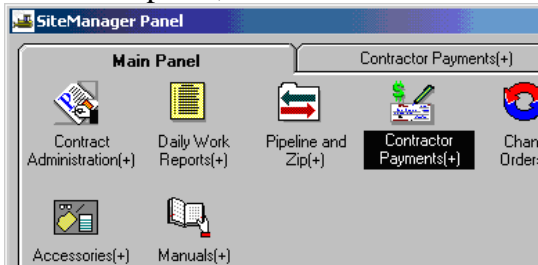 SiteManager Panel
Main Panel
Contractor Payments(+)
Contract Administration(+)
Daily Work Reports(+)
Pipeline and Zip(+)
Contractor Payments(+)
Accessories(+)
Manuals(+)